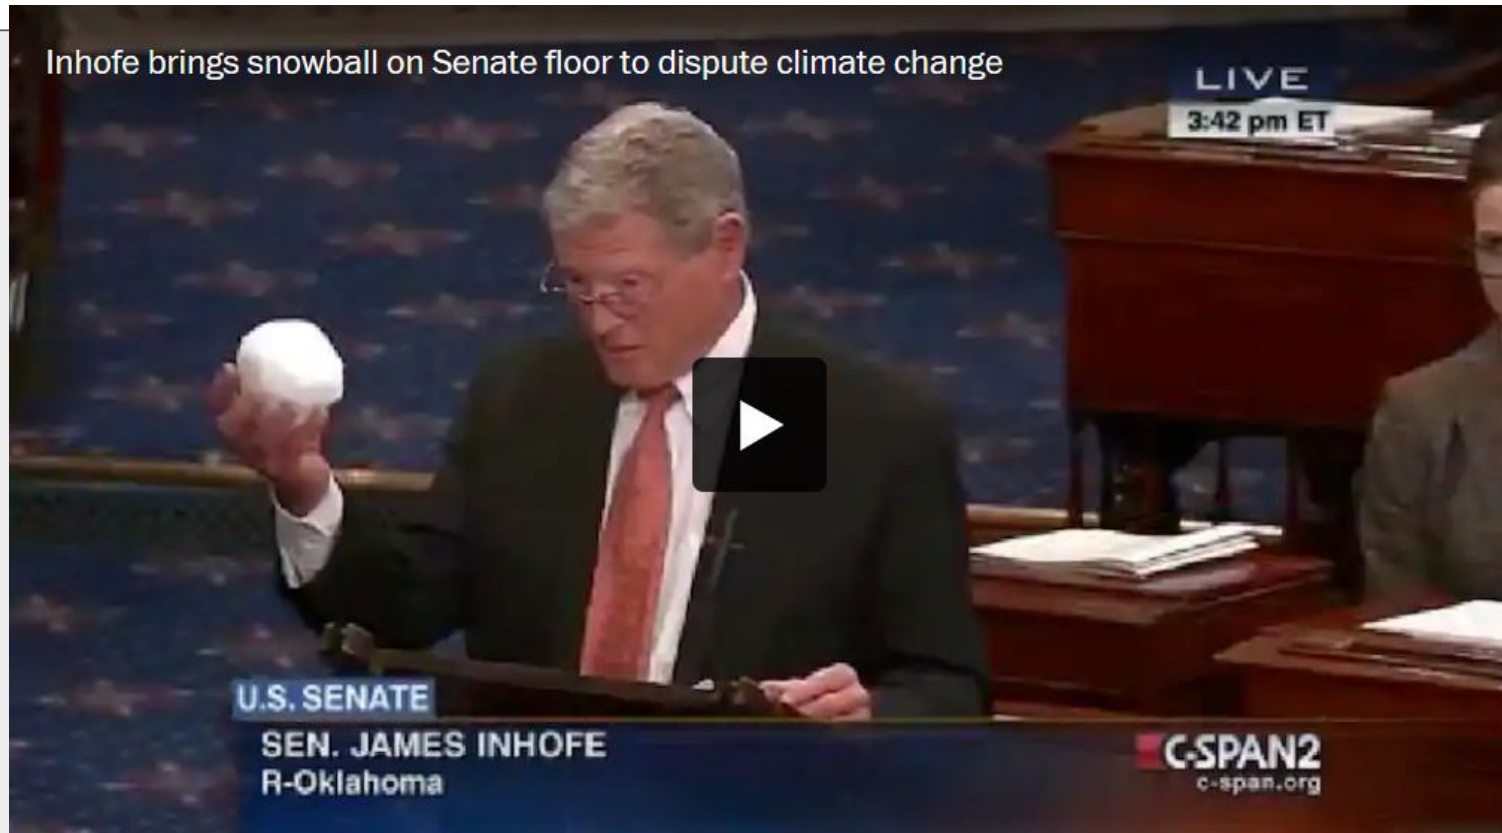 Inhofe brings snowball on Senate floor to dispute climate change
LIVE
3:42 pm ET
U.S. SENATE
SEN. JAMES INHOFE
R-Oklahoma
C-SPAN2
c-span.org